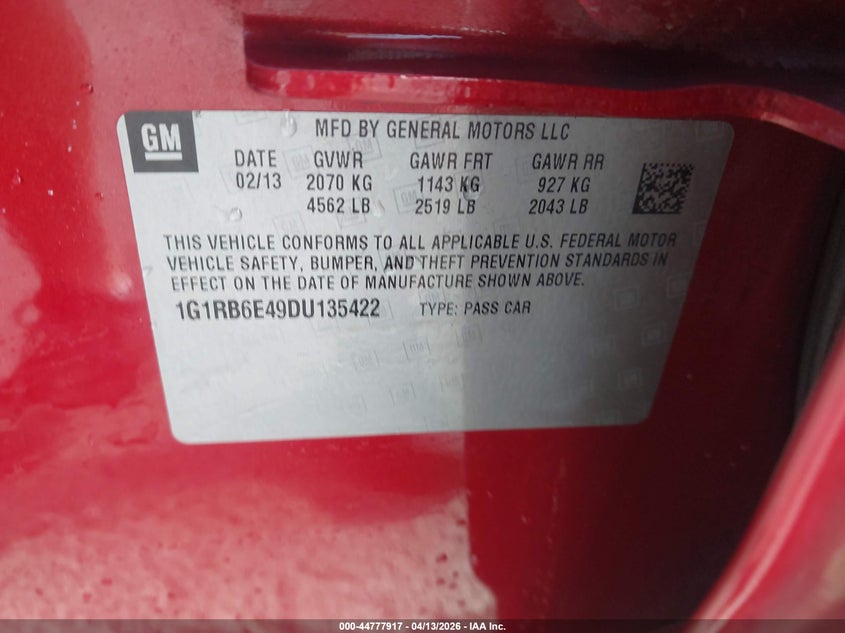 GM
MFD BY GENERAL MOTORS LLC
DATE GVWR GAWR FRT GAWR RR
02/13 2070 KG 1143 KG 927 KG
4562 LB 2519 LB 2043 LB
THIS VEHICLE CONFORMS TO ALL APPLICABLE U.S. FEDERAL MOTOR
VEHICLE SAFETY, BUMPER, AND THEFT PREVENTION STANDARDS IN
EFFECT ON THE DATE OF MANUFACTURE SHOWN ABOVE.
1G1RB6E49DU135422 TYPE: PASS CAR
000-44777917 - 04/13/2026 - IAA Inc.